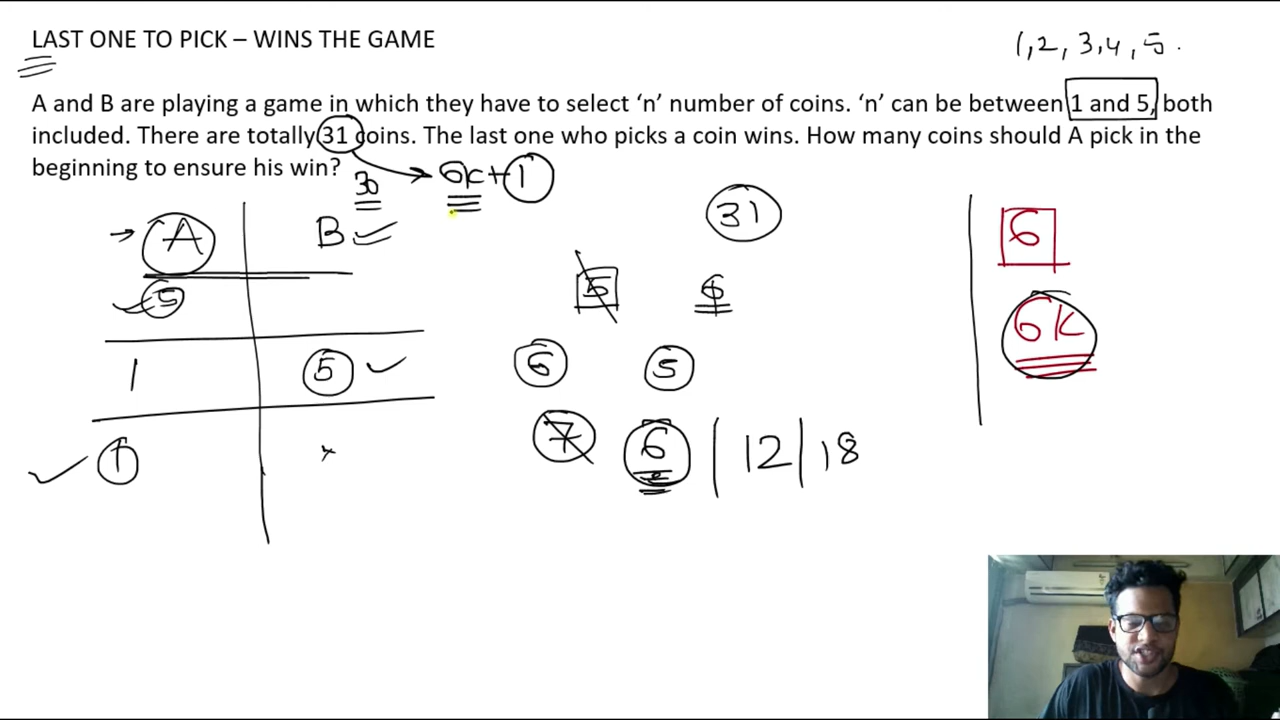 LAST ONE TO PICK – WINS THE GAME
1, 2, 3, 4, 5.
A and B are playing a game in which they have to select ‘n’ number of coins. ‘n’ can be between 1 and 5, both
included. There are totally 31 coins. The last one who picks a coin wins. How many coins should A pick in the
beginning to ensure his win?
30
6k+1
31
6
A B
5 5
5
6K
1 5
6 5
7 6 | 12 | 18
1 x